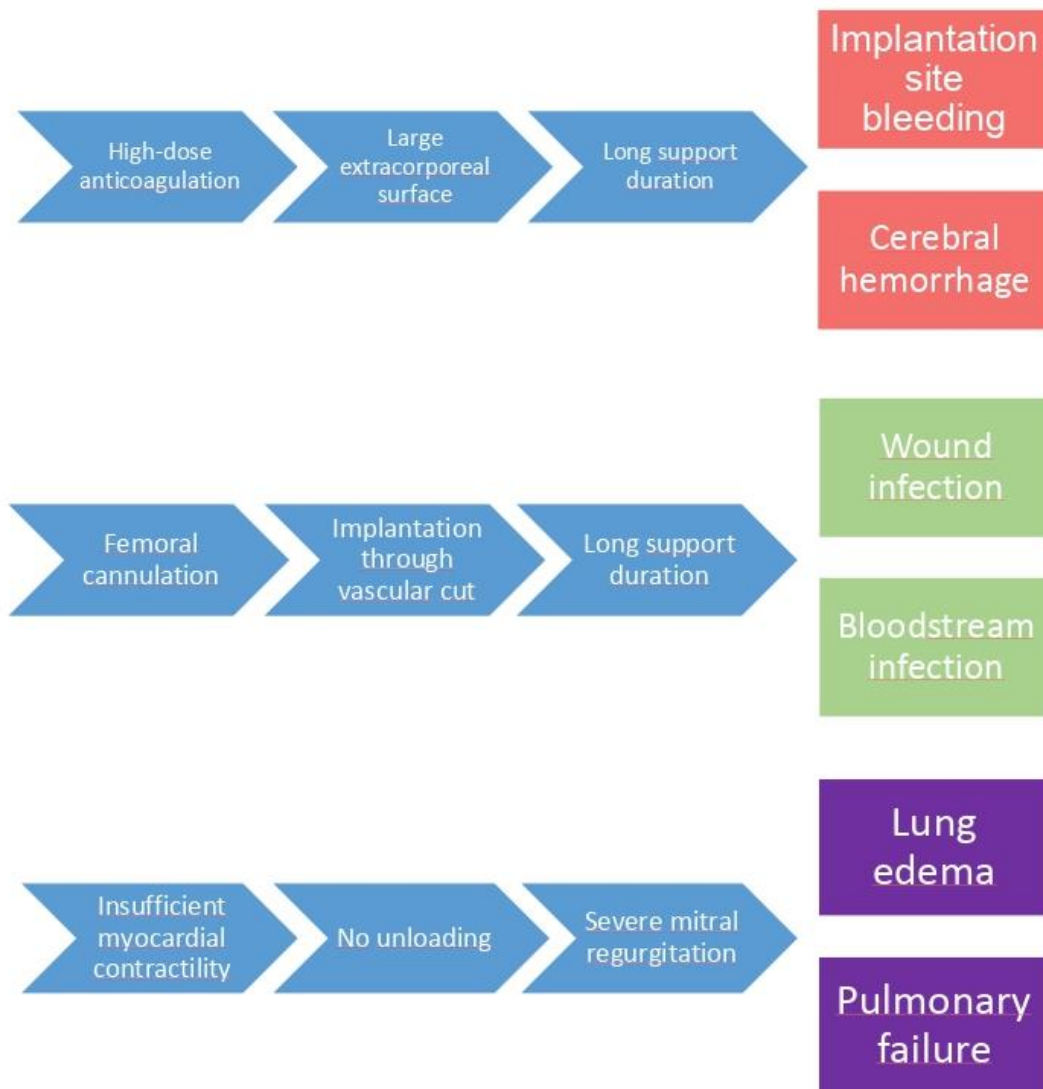 Implantation
site
bleeding
High-dose
anticoagulation
Large
extracorporeal
surface
Long support
duration
Cerebral
hemorrhage
Wound
infection
Femoral
cannulation
Implantation
through
vascular cut
Long support
duration
Bloodstream
infection
Lung
edema
Insufficient
myocardial
contractility
No unloading
Severe mitral
regurgitation
Pulmonary
failure